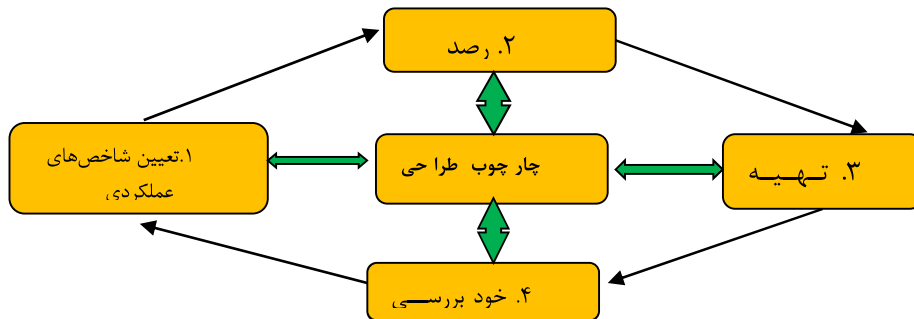 ۲. رصد
۱.تعیین شاخص‌های
عملکردی
چارچوب طراحی
۳. تهیه
۴. خود بررسی